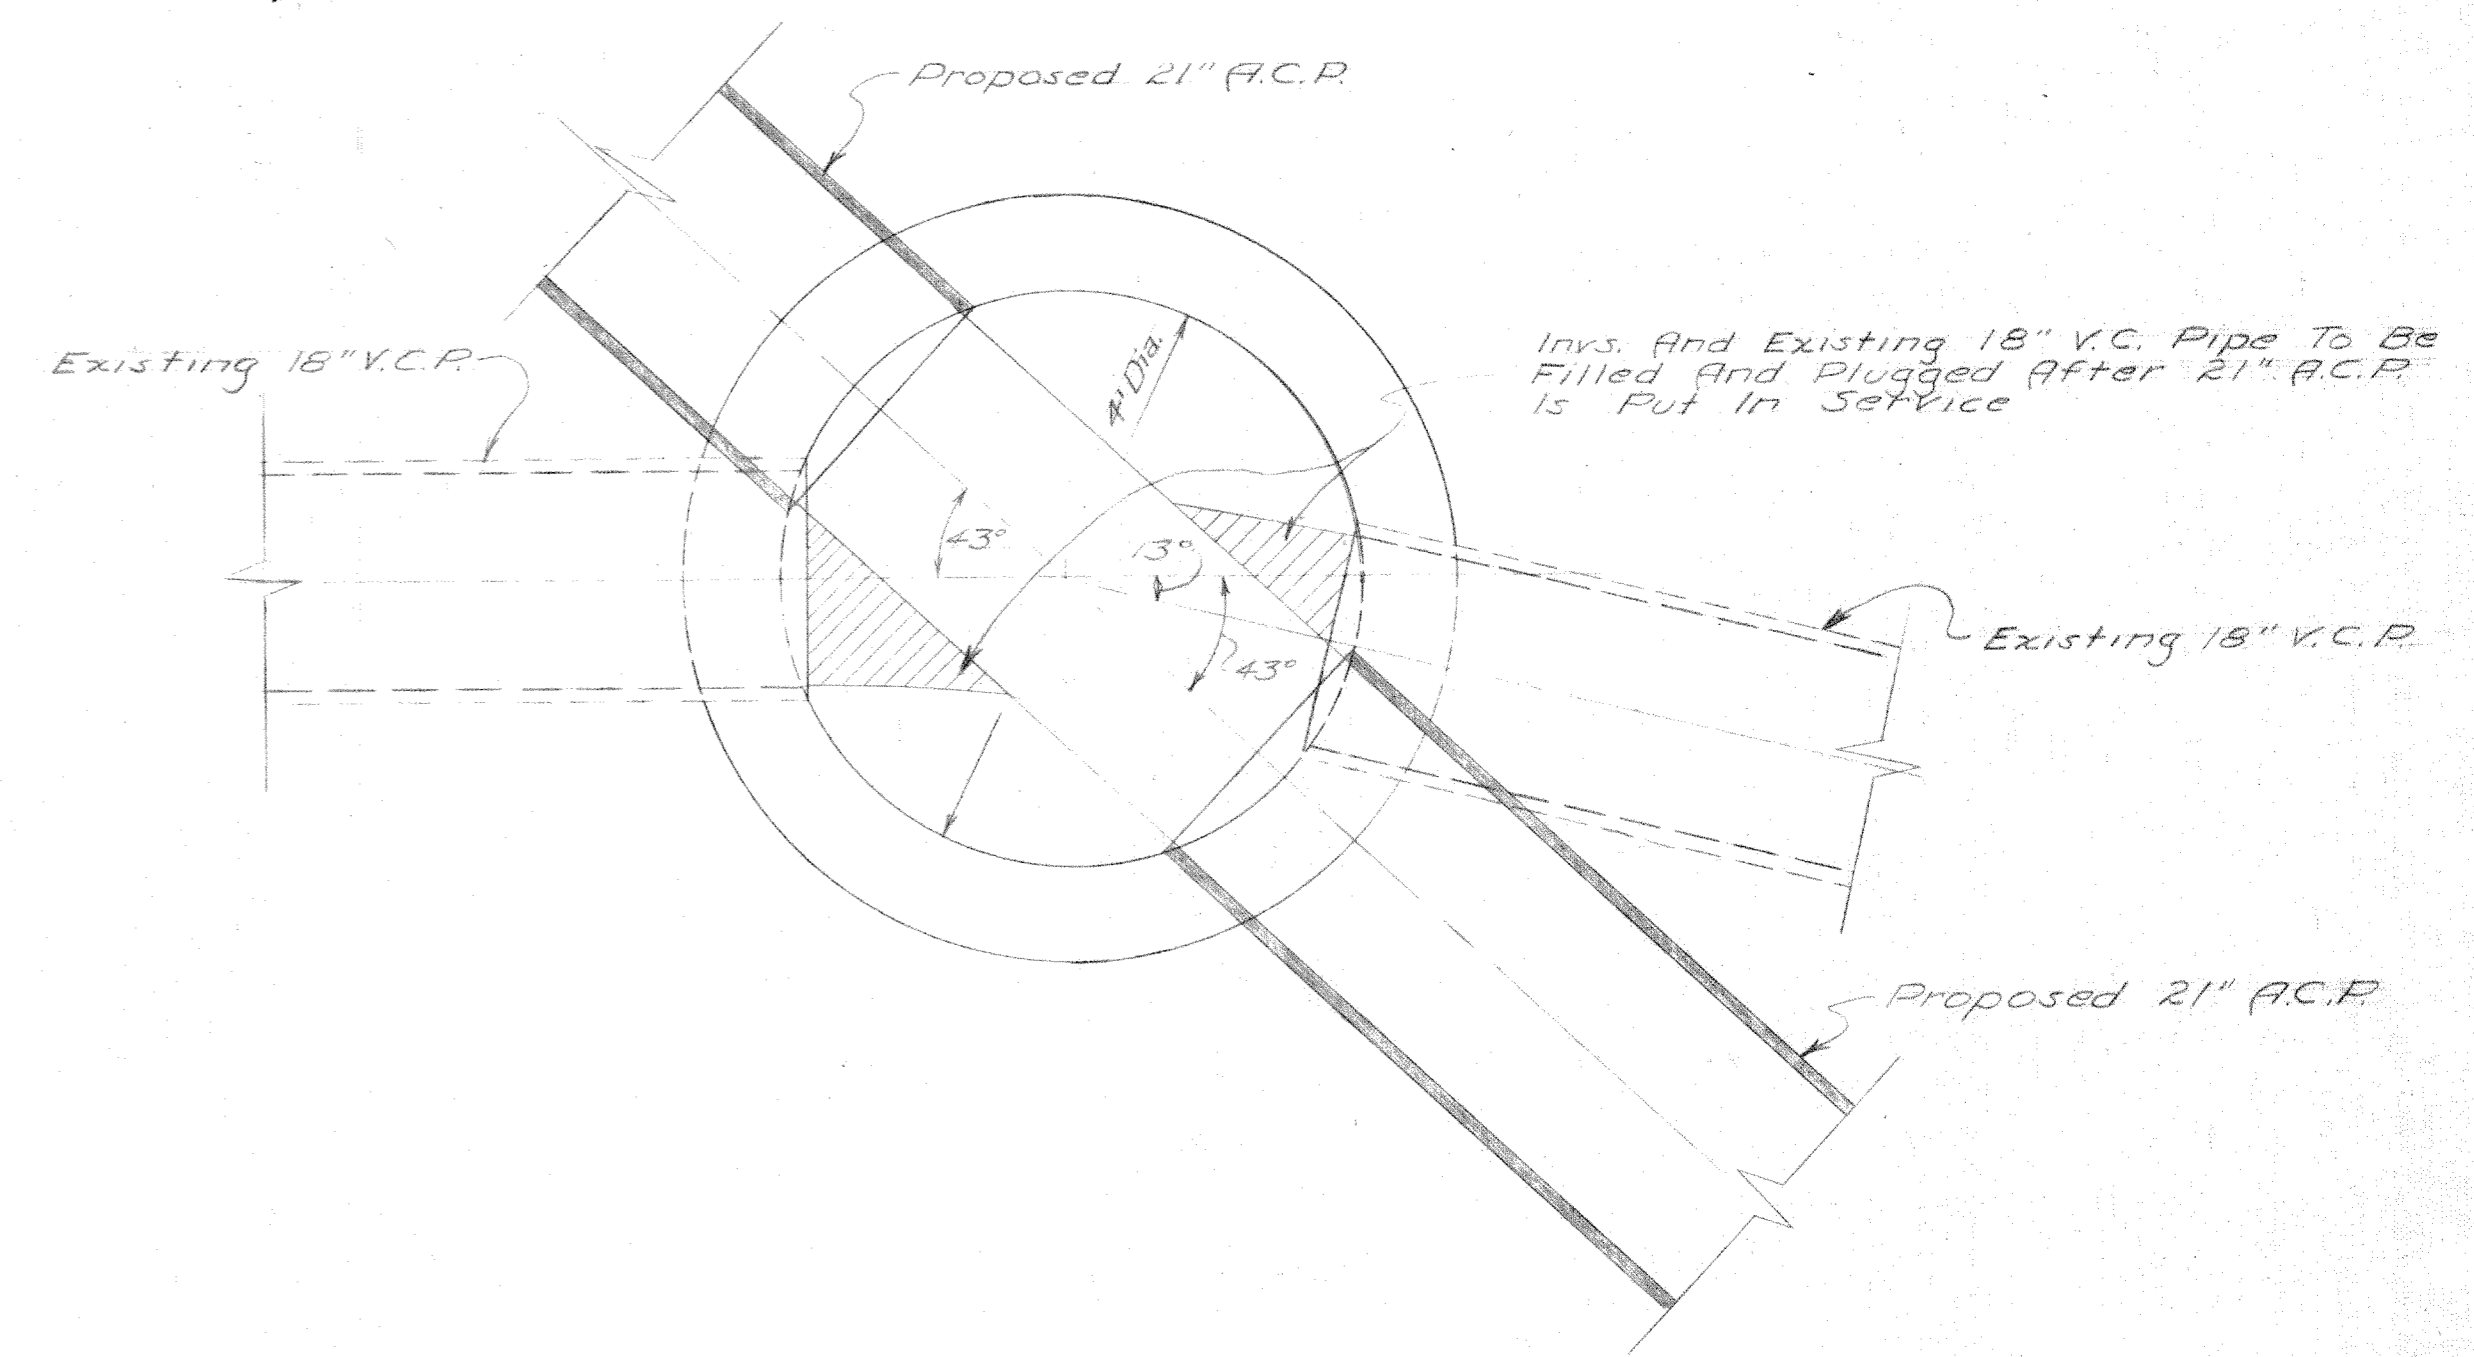 Proposed 21" A.C.P.
Existing 18" V.C.P.
4' Dia.
Invs. And Existing 18" V.C. Pipe To Be
Filled And Plugged After 21" A.C.P.
Is Put In Service
43°
13°
43°
Existing 18" V.C.P.
Proposed 21" A.C.P.